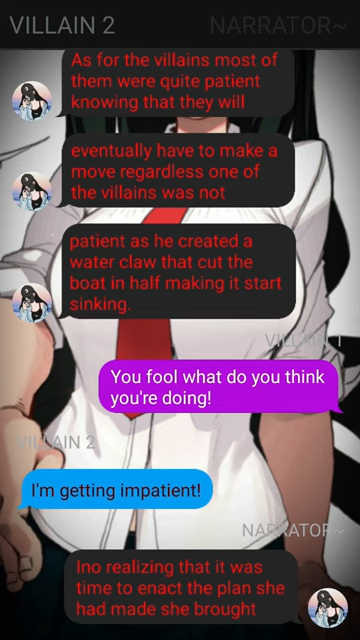 VILLAIN 2 NARRATOR~
As for the villains most of
them were quite patient
knowing that they will
eventually have to make a
move regardless one of
the villains was not
patient as he created a
water claw that cut the
boat in half making it start
sinking.
VILLAIN 1
You fool what do you think
you're doing!
VILLAIN 2
I'm getting impatient!
NARRATOR~
Ino realizing that it was
time to enact the plan she
had made she brought